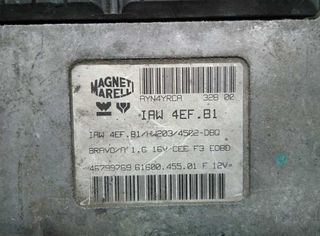 MAGNETI MARELLI
AYN4YRCA 328 02
IAW 4EF.B1
IAW 4EF.B1/HW203/4502-DBQ
BRAVO/A' 1.6 16V CEE F3 EOBD
46799769 61600.455.01 F 12V=